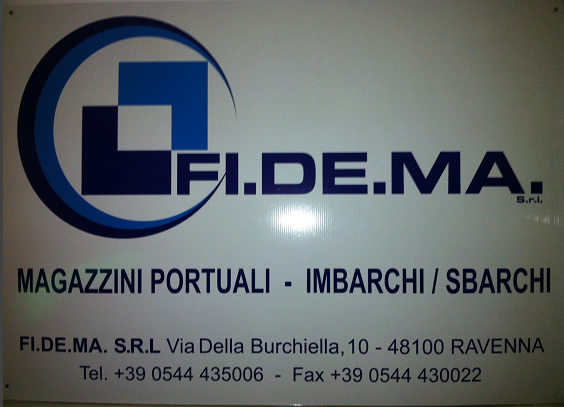 FI.DE.MA.
S.r.l.
MAGAZZINI PORTUALI - IMBARCHI / SBARCHI
FI.DE.MA. S.R.L Via Della Burchiella, 10 - 48100 RAVENNA
Tel. +39 0544 435006 - Fax +39 0544 430022